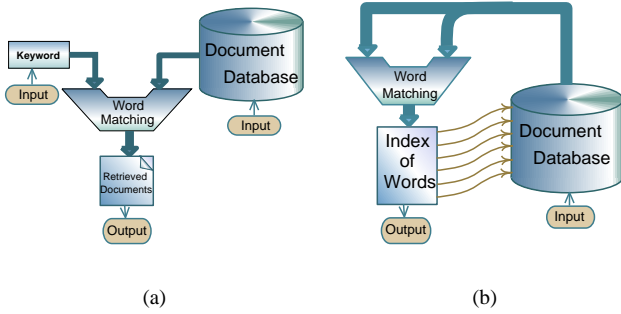 Keyword
Input
Document
Database
Input
Word
Matching
Retrieved
Documents
Output
(a)
Word
Matching
Index
of
Words
Output
Document
Database
Input
(b)